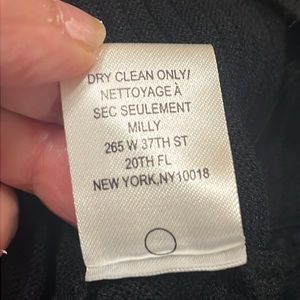 DRY CLEAN ONLY/
NETTOYAGE À
SEC SEULEMENT
MILLY
265 W 37TH ST
20TH FL
NEW YORK,NY10018